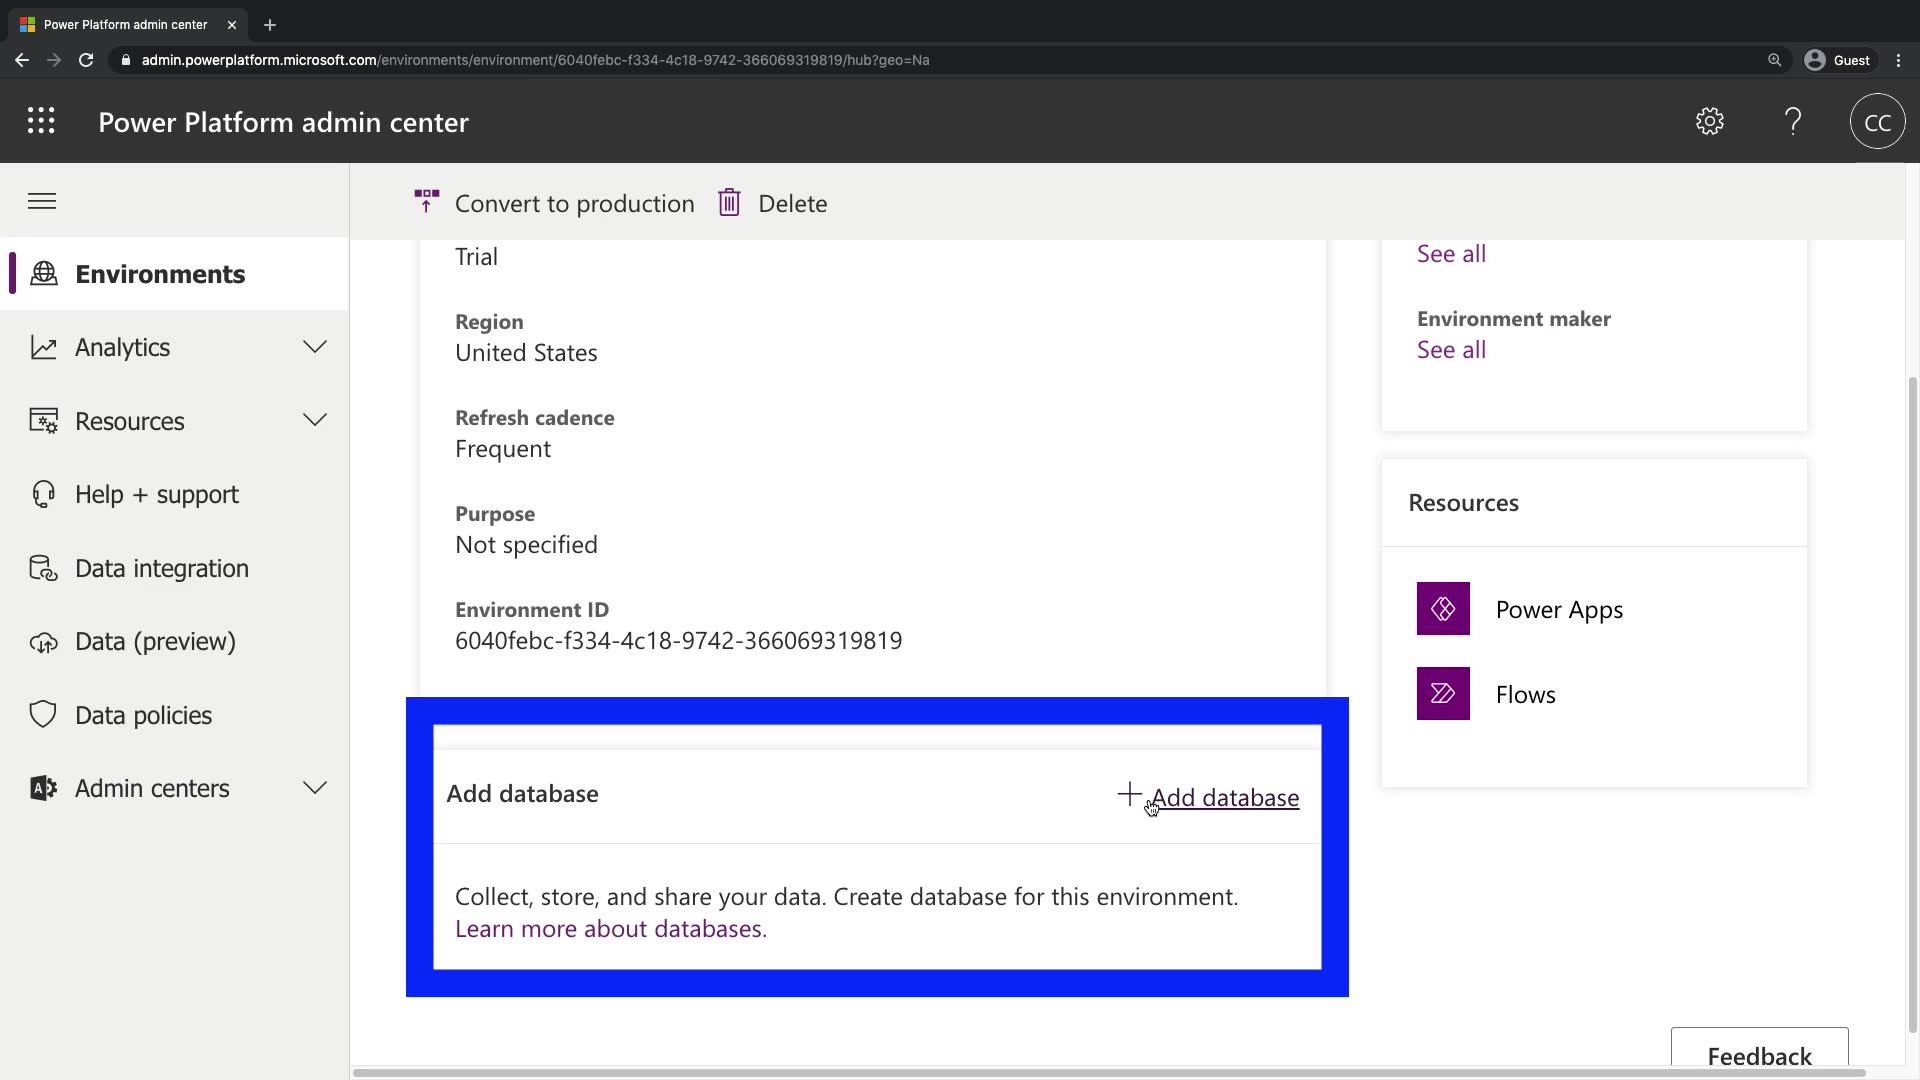 Power Platform admin center
admin.powerplatform.microsoft.com/environments/environment/6040febc-f334-4c18-9742-366069319819/hub?geo=Na
Guest
Power Platform admin center
?
CC
Convert to production
Delete
Environments
Analytics
Resources
Help + support
Data integration
Data (preview)
Data policies
Admin centers
Trial
Region
United States
Refresh cadence
Frequent
Purpose
Not specified
Environment ID
6040febc-f334-4c18-9742-366069319819
Add database
Add database
Collect, store, and share your data. Create database for this environment.
Learn more about databases.
See all
Environment maker
See all
Resources
Power Apps
Flows
Feedback